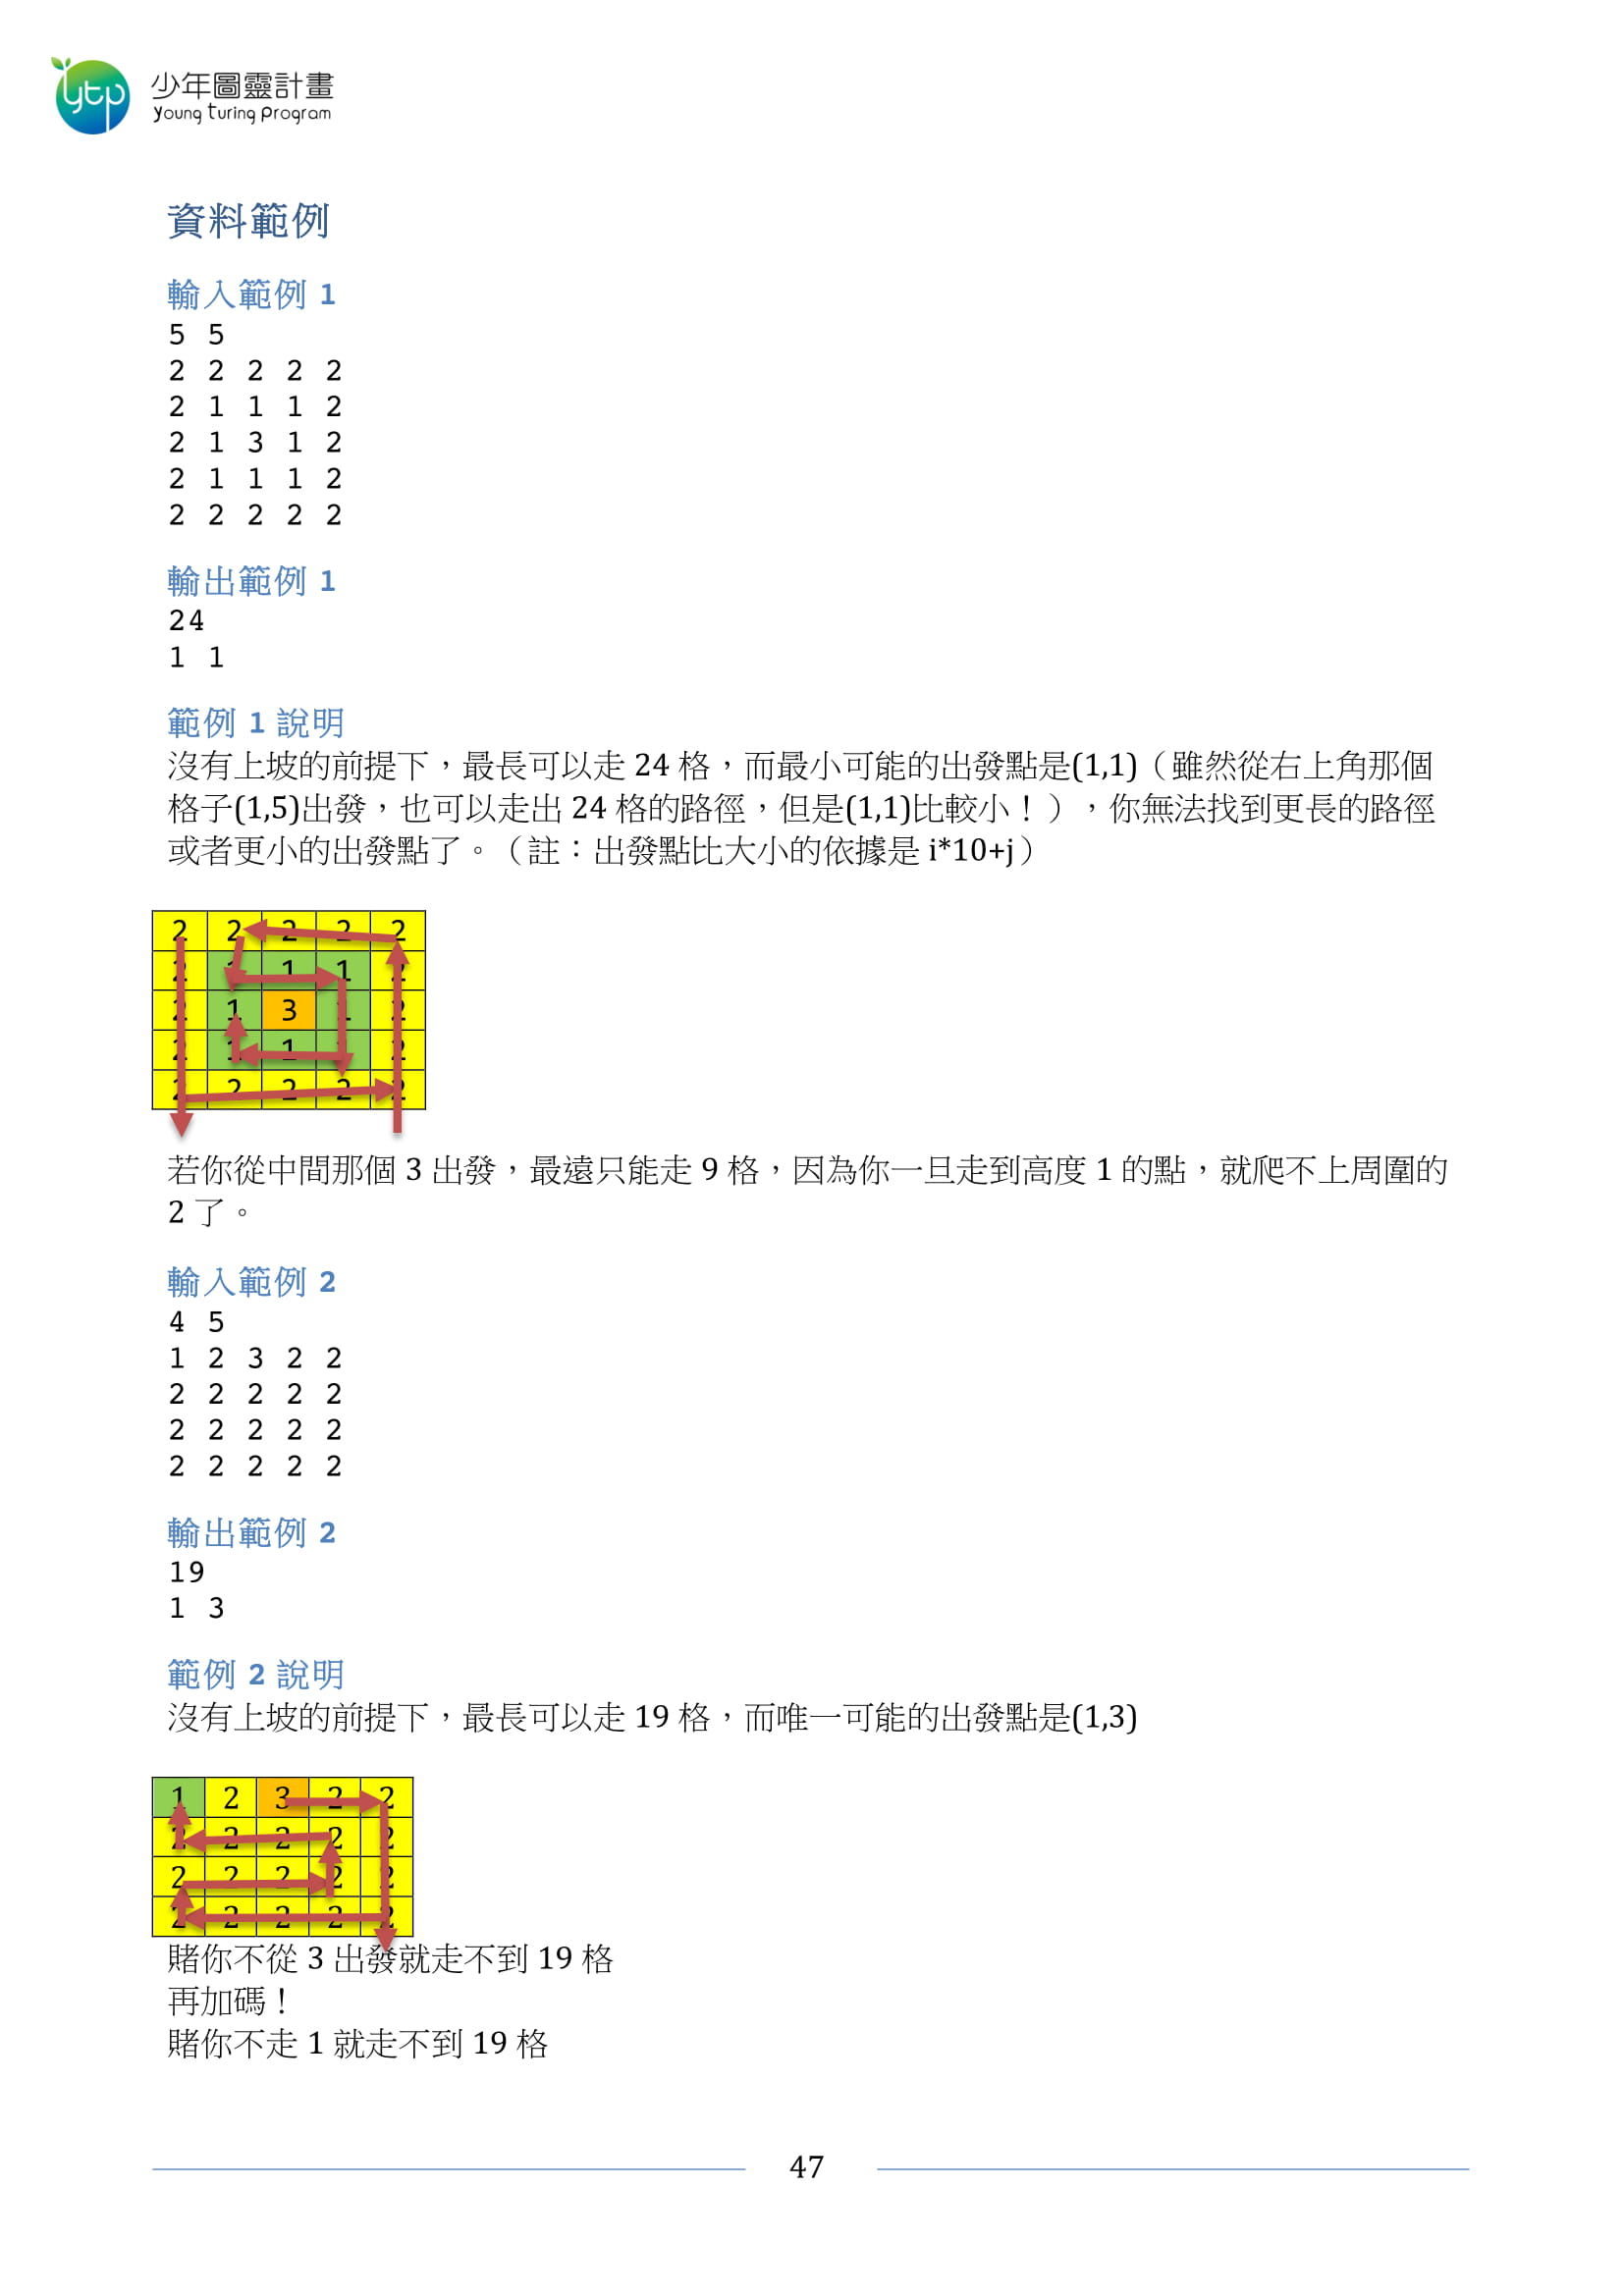 ytp 少年圖靈計畫
Young Turing Program
資料範例
輸入範例 1
5 5
2 2 2 2 2
2 1 1 1 2
2 1 3 1 2
2 1 1 1 2
2 2 2 2 2
輸出範例 1
24
1 1
範例 1 說明
沒有上坡的前提下，最長可以走 24 格，而最小可能的出發點是(1,1)（雖然從右上角那個
格子(1,5)出發，也可以走出 24 格的路徑，但是(1,1)比較小！），你無法找到更長的路徑
或者更小的出發點了。（註：出發點比大小的依據是 i*10+j）
2 2 2 2 2
2 1 1 1 2
2 1 3 1 2
2 1 1 1 2
2 2 2 2 2
若你從中間那個 3 出發，最遠只能走 9 格，因為你一旦走到高度 1 的點，就爬不上周圍的
2 了。
輸入範例 2
4 5
1 2 3 2 2
2 2 2 2 2
2 2 2 2 2
2 2 2 2 2
輸出範例 2
19
1 3
範例 2 說明
沒有上坡的前提下，最長可以走 19 格，而唯一可能的出發點是(1,3)
1 2 3 2 2
2 2 2 2 2
2 2 2 2 2
2 2 2 2 2
賭你不從 3 出發就走不到 19 格
再加碼！
賭你不走 1 就走不到 19 格
47